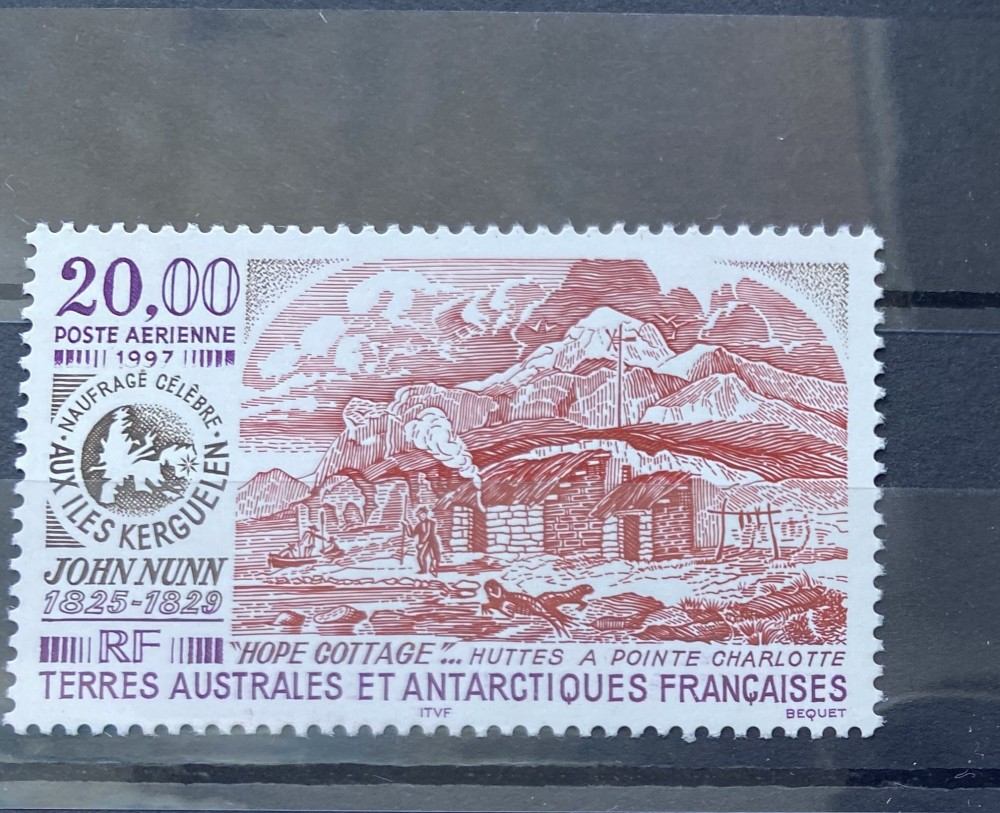 20,00
POSTE AÉRIENNE
1997
· NAUFRAGÉ CÉLÈBRE ·
AUX ILES KERGUELEN
JOHN NUNN
1825-1829
RF
"HOPE COTTAGE"... HUTTES A POINTE CHARLOTTE
TERRES AUSTRALES ET ANTARCTIQUES FRANÇAISES
ITVF
BEQUET